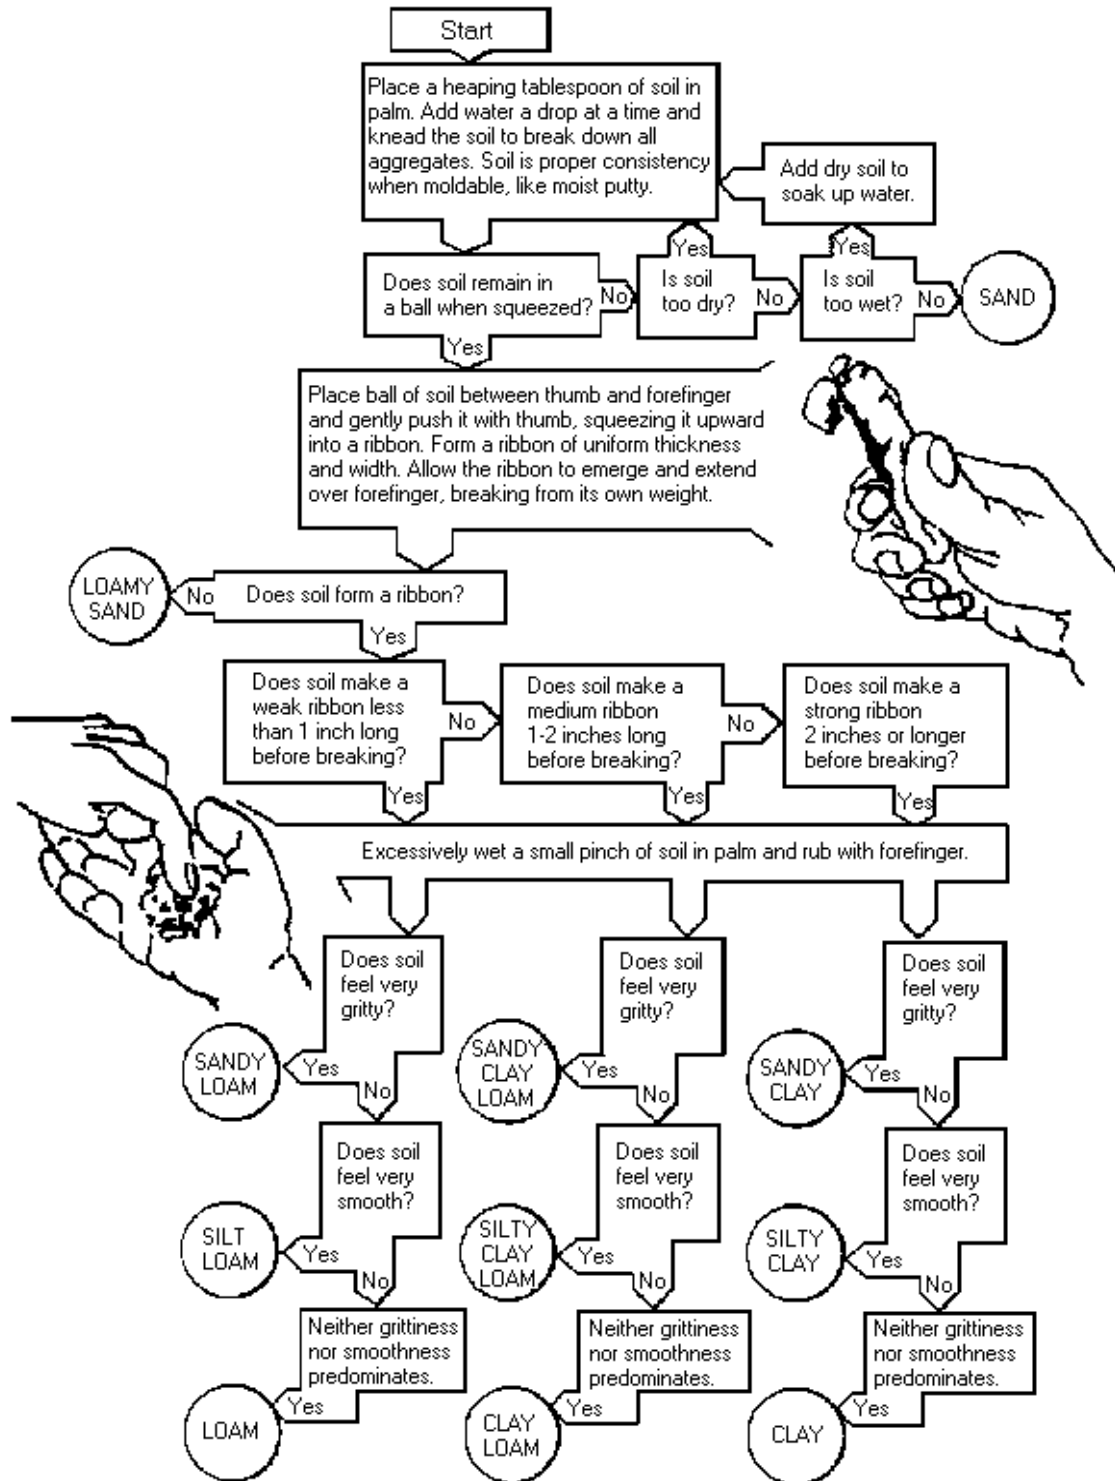 Start
Place a heaping tablespoon of soil in
palm. Add water a drop at a time and
knead the soil to break down all
aggregates. Soil is proper consistency
when moldable, like moist putty.
Add dry soil to
soak up water.
Yes
Yes
Does soil remain in
a ball when squeezed?
No
Is soil
too dry?
No
Is soil
too wet?
No
SAND
Yes
Place ball of soil between thumb and forefinger
and gently push it with thumb, squeezing it upward
into a ribbon. Form a ribbon of uniform thickness
and width. Allow the ribbon to emerge and extend
over forefinger, breaking from its own weight.
LOAMY
SAND
No
Does soil form a ribbon?
Yes
Does soil make a
weak ribbon less
than 1 inch long
before breaking?
No
Does soil make a
medium ribbon
1-2 inches long
before breaking?
No
Does soil make a
strong ribbon
2 inches or longer
before breaking?
Yes
Yes
Yes
Excessively wet a small pinch of soil in palm and rub with forefinger.
Does soil
feel very
gritty?
Does soil
feel very
gritty?
Does soil
feel very
gritty?
SANDY
LOAM
Yes
No
SANDY
CLAY
LOAM
Yes
No
SANDY
CLAY
Yes
No
Does soil
feel very
smooth?
Does soil
feel very
smooth?
Does soil
feel very
smooth?
SILT
LOAM
Yes
No
SILTY
CLAY
LOAM
Yes
No
SILTY
CLAY
Yes
No
Neither grittiness
nor smoothness
predominates.
Neither grittiness
nor smoothness
predominates.
Neither grittiness
nor smoothness
predominates.
LOAM
Yes
CLAY
LOAM
Yes
CLAY
Yes